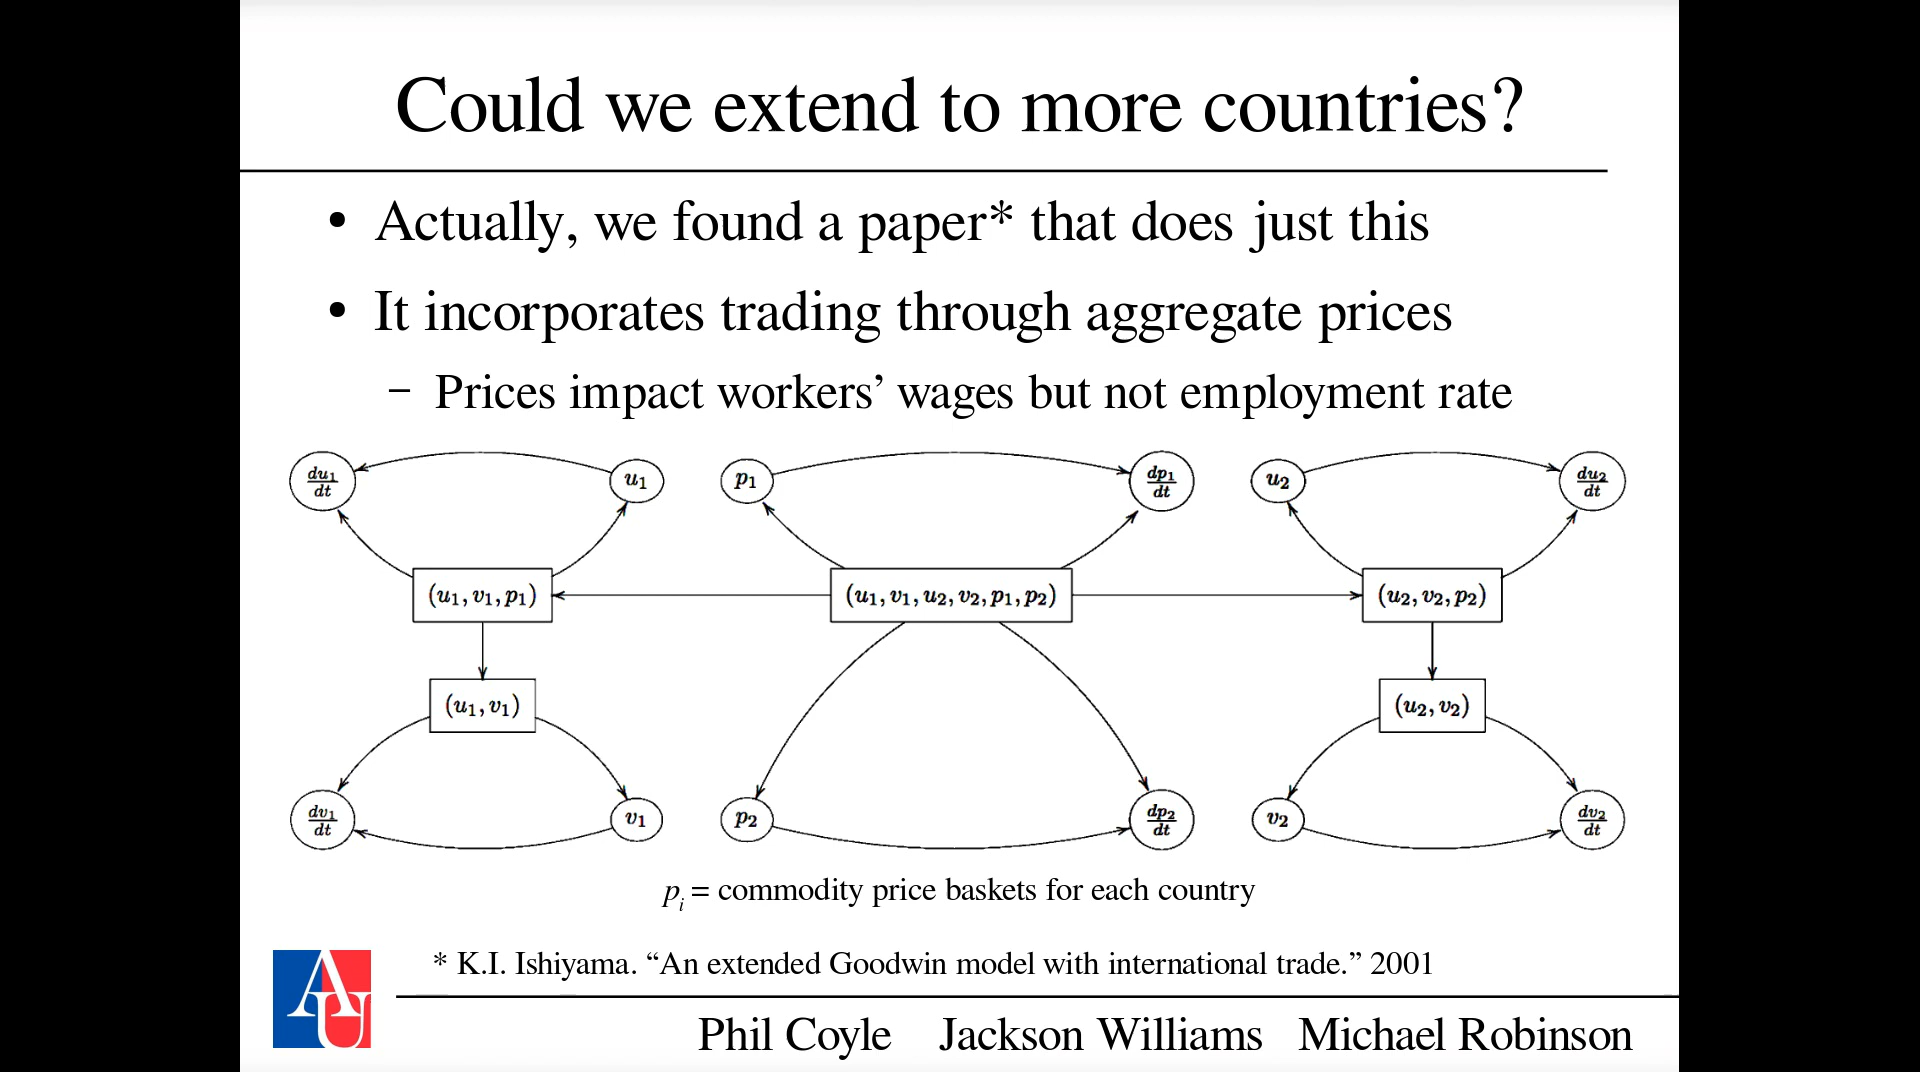 Could we extend to more countries?
• Actually, we found a paper* that does just this
• It incorporates trading through aggregate prices
– Prices impact workers’ wages but not employment rate
du₁/dt u₁ p₁ dp₁/dt u₂ du₂/dt
(u₁, v₁, p₁) (u₁, v₁, u₂, v₂, p₁, p₂) (u₂, v₂, p₂)
(u₁, v₁) (u₂, v₂)
dv₁/dt v₁ p₂ dp₂/dt v₂ dv₂/dt
pᵢ = commodity price baskets for each country
* K.I. Ishiyama. “An extended Goodwin model with international trade.” 2001
AU
Phil Coyle Jackson Williams Michael Robinson